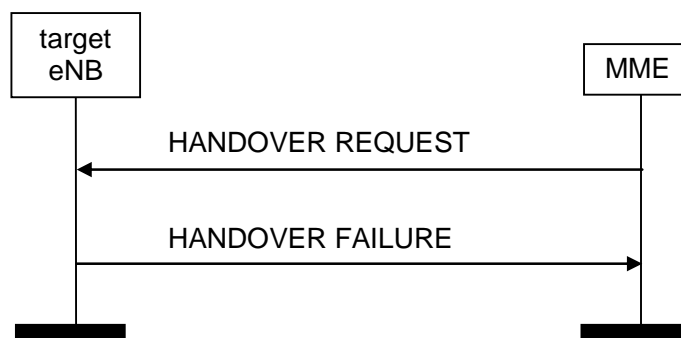 target
eNB
MME
HANDOVER REQUEST
HANDOVER FAILURE